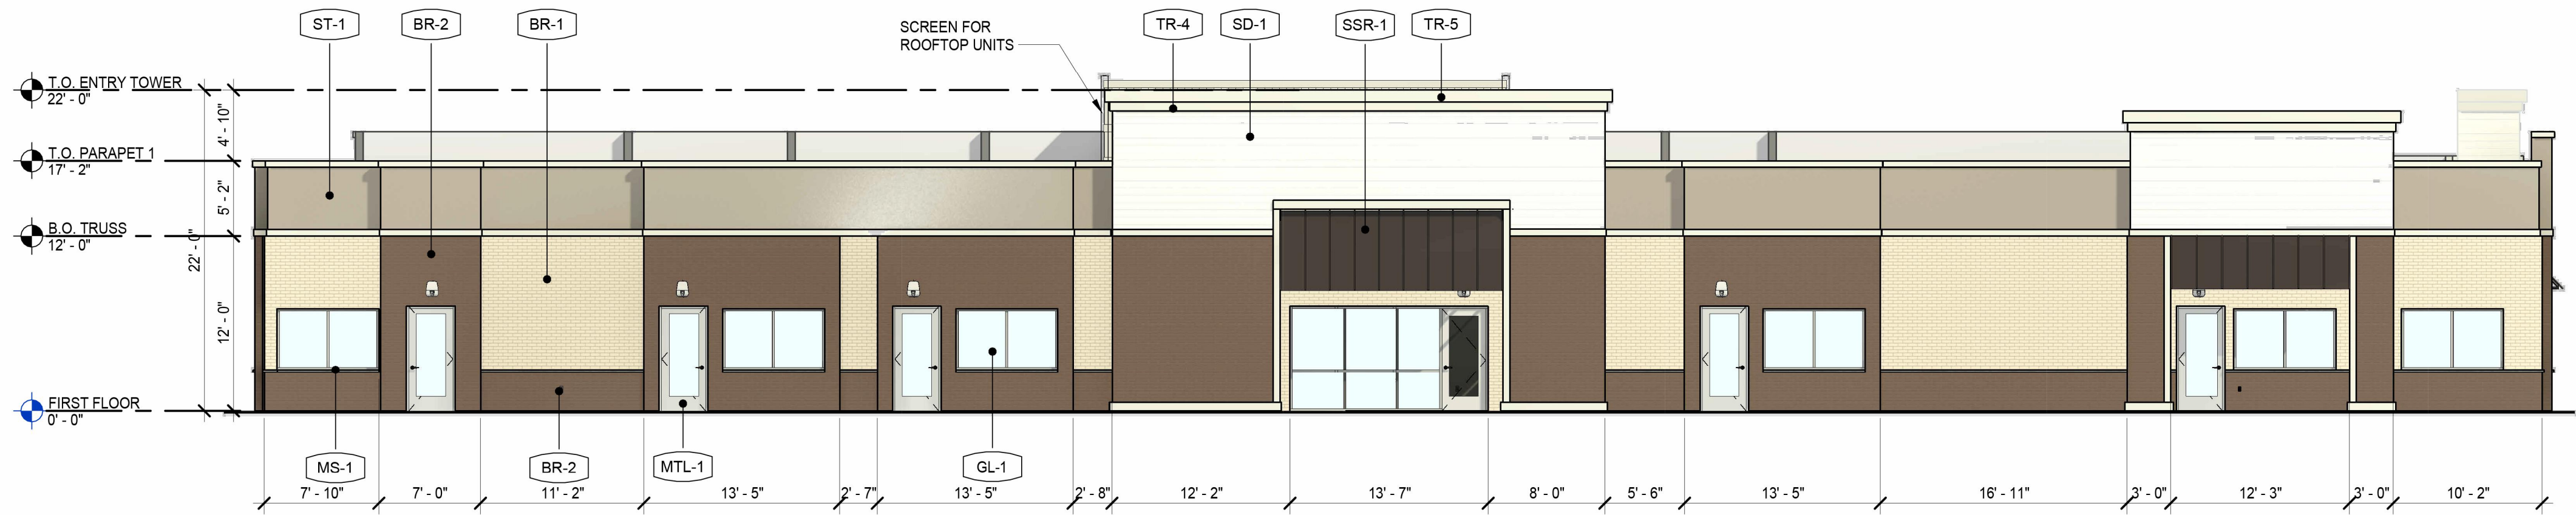 ST-1
BR-2
BR-1
SCREEN FOR
ROOFTOP UNITS
TR-4
SD-1
SSR-1
TR-5
T.O. ENTRY TOWER
22' - 0"
T.O. PARAPET 1
17' - 2"
B.O. TRUSS
12' - 0"
FIRST FLOOR
0' - 0"
22' - 0"
4' - 10"
5' - 2"
12' - 0"
MS-1
BR-2
MTL-1
GL-1
7' - 10"
7' - 0"
11' - 2"
13' - 5"
2' - 7"
13' - 5"
2' - 8"
12' - 2"
13' - 7"
8' - 0"
5' - 6"
13' - 5"
16' - 11"
3' - 0"
12' - 3"
3' - 0"
10' - 2"